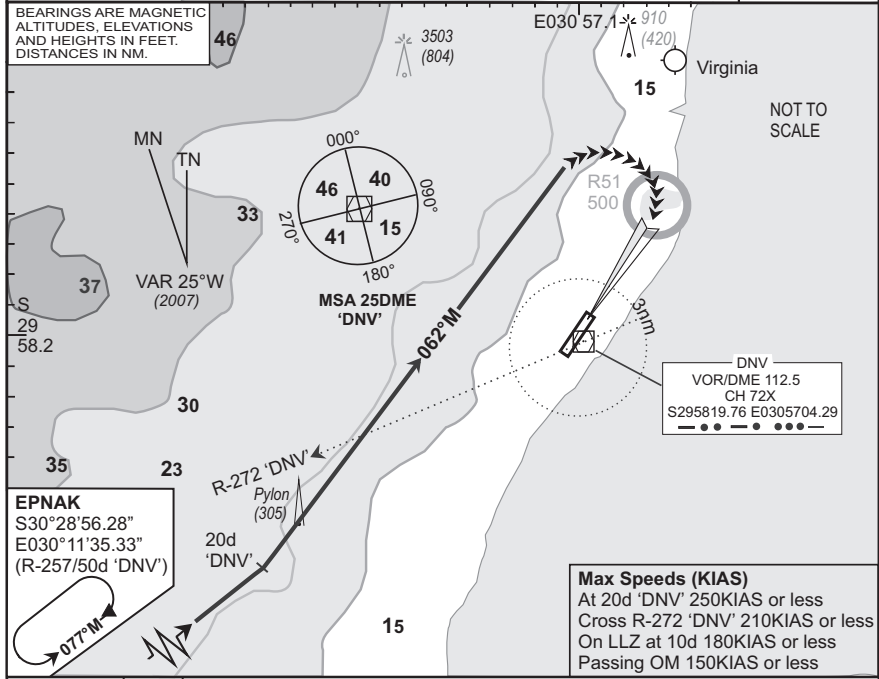 BEARINGS ARE MAGNETIC
ALTITUDES, ELEVATIONS
AND HEIGHTS IN FEET.
DISTANCES IN NM.
46
3503
(804)
E030 57.1
910
(420)
Virginia
15
NOT TO
SCALE
MN
TN
VAR 25°W
(2007)
33
000°
090°
180°
270°
46
40
41
15
MSA 25DME
'DNV'
R51
500
37
S
29
58.2
062°M
3nm
DNV
VOR/DME 112.5
CH 72X
S295819.76 E0305704.29
30
35
23
R-272 'DNV'
Pylon
(305)
20d
'DNV'
EPNAK
S30°28'56.28"
E030°11'35.33"
(R-257/50d 'DNV')
077°M
15
Max Speeds (KIAS)
At 20d 'DNV' 250KIAS or less
Cross R-272 'DNV' 210KIAS or less
On LLZ at 10d 180KIAS or less
Passing OM 150KIAS or less